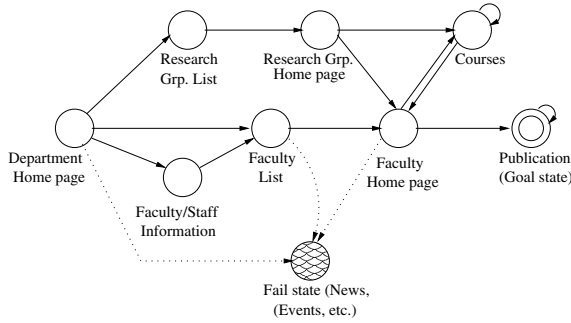 Research
Grp. List
Research Grp.
Home page
Courses
Department
Home page
Faculty
List
Faculty
Home page
Publication
(Goal state)
Faculty/Staff
Information
Fail state (News,
(Events, etc.)